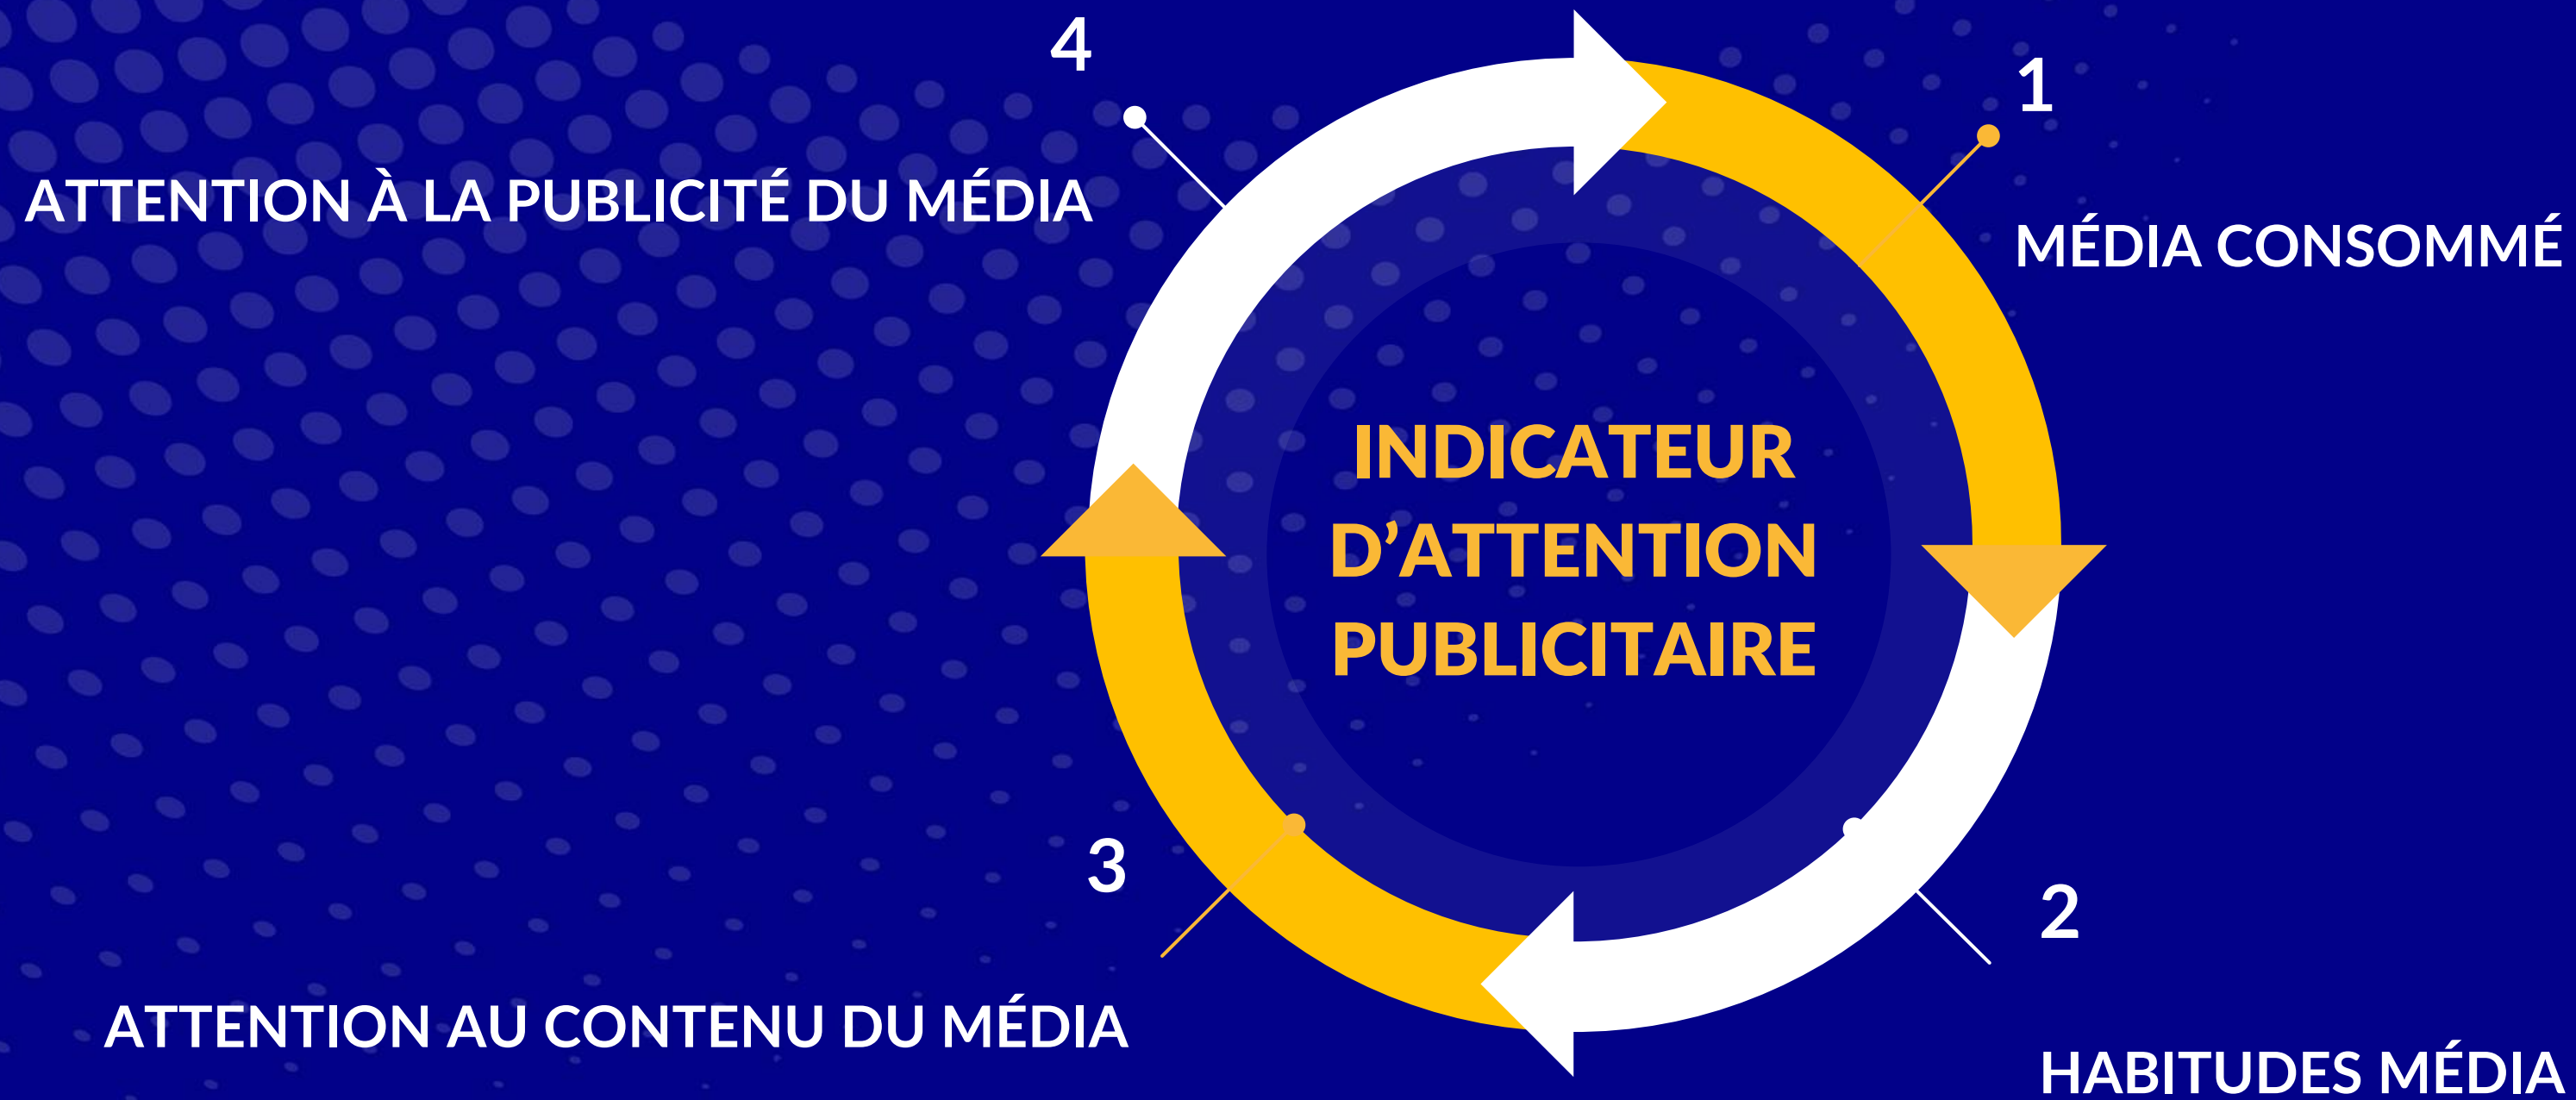 4
ATTENTION À LA PUBLICITÉ DU MÉDIA
1
MÉDIA CONSOMMÉ
INDICATEUR
D’ATTENTION
PUBLICITAIRE
3
ATTENTION AU CONTENU DU MÉDIA
2
HABITUDES MÉDIA